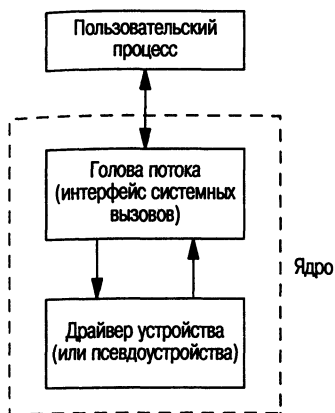 Пользовательский
процесс
Голова потока
(интерфейс системных
вызовов)
Ядро
Драйвер устройства
(или псевдоустройства)